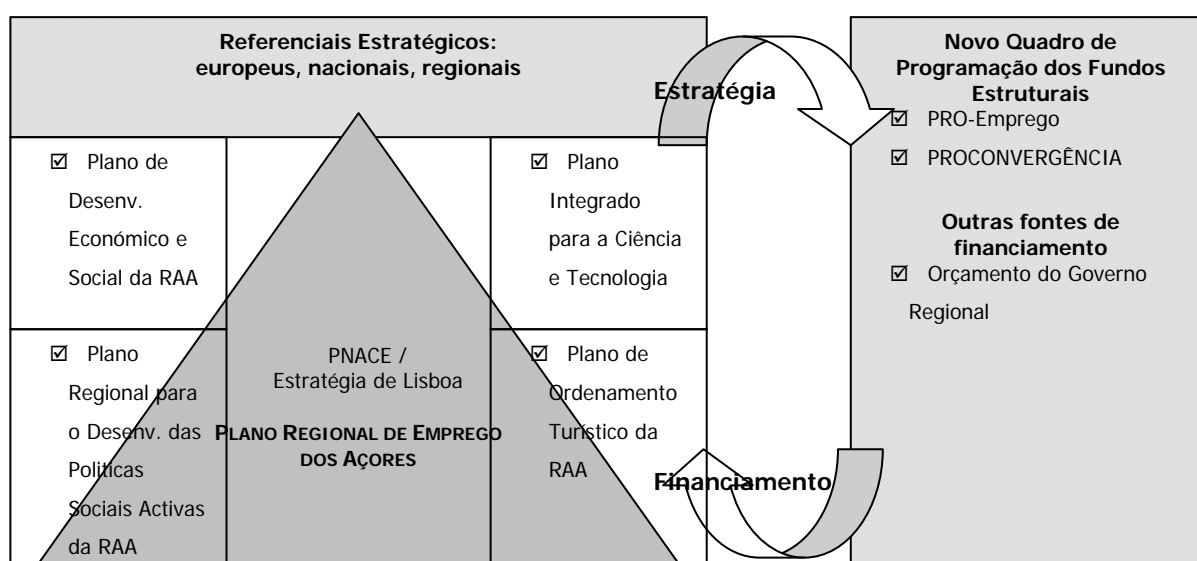 Referenciais Estratégicos:
europeus, nacionais, regionais
☑ Plano de
Desenv.
Económico e
Social da RAA
☑ Plano
Integrado
para a Ciência
e Tecnologia
☑ Plano
Regional para
o Desenv. das
Politicas
Sociais Activas
da RAA
PNACE /
Estratégia de Lisboa
PLANO REGIONAL DE EMPREGO
DOS AÇORES
☑ Plano de
Ordenamento
Turístico da
RAA
Estratégia
Financiamento
Novo Quadro de
Programação dos Fundos
Estruturais
☑ PRO-Emprego
☑ PROCONVERGÊNCIA
Outras fontes de
financiamento
☑ Orçamento do Governo
Regional